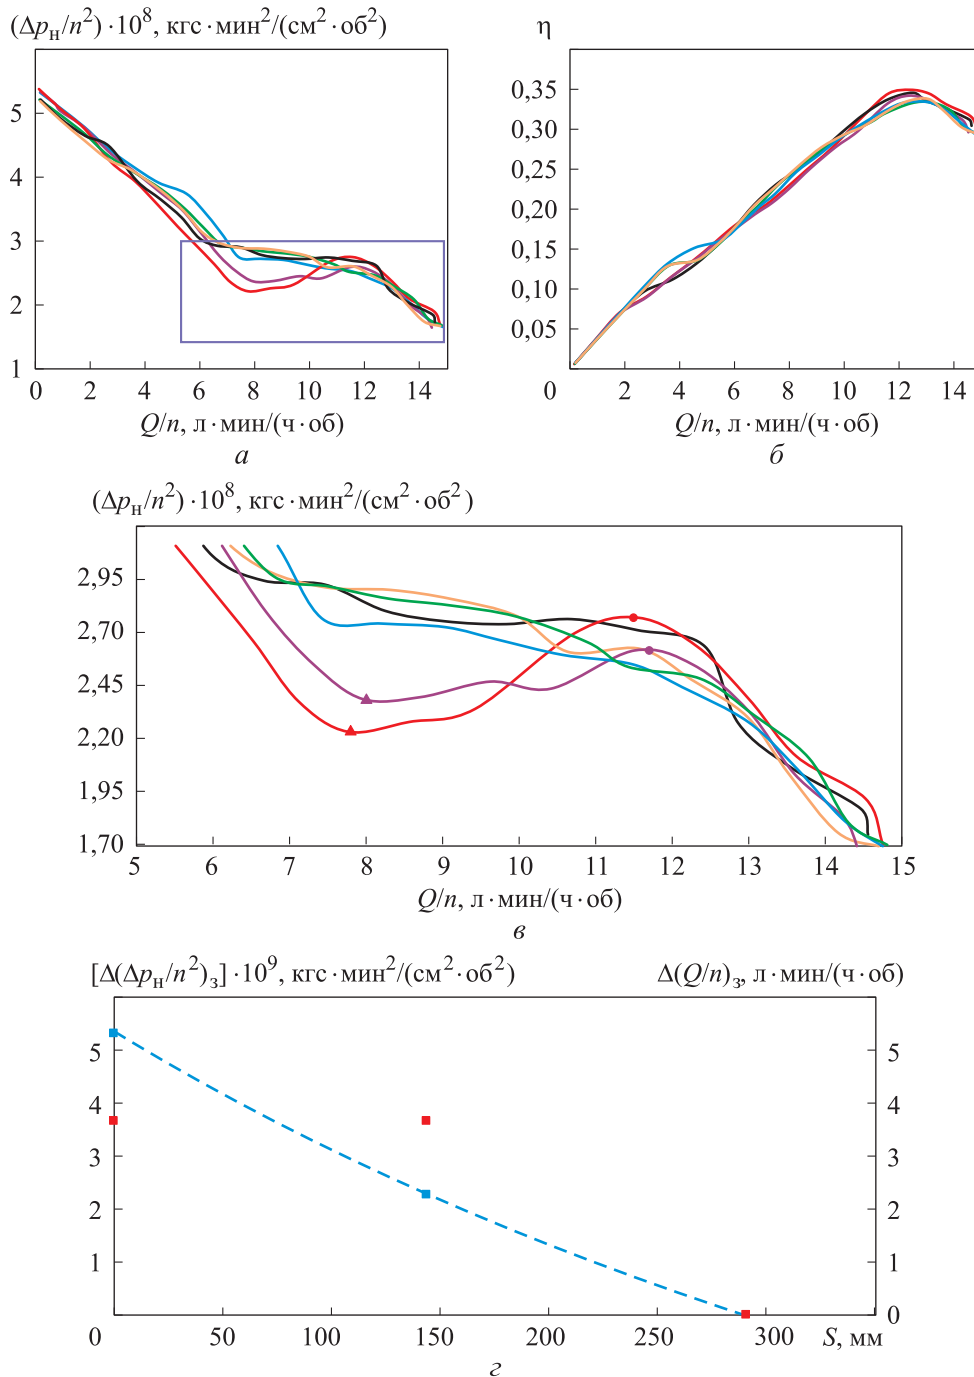 (Δpн/n²)·10⁸, кгс·мин²/(см²·об²)
η
5
4
3
2
1
0 2 4 6 8 10 12 14
Q/n, л·мин/(ч·об)
а
0,35
0,30
0,25
0,20
0,15
0,10
0,05
0 2 4 6 8 10 12 14
Q/n, л·мин/(ч·об)
б
(Δpн/n²)·10⁸, кгс·мин²/(см²·об²)
2,95
2,70
2,45
2,20
1,95
1,70
5 6 7 8 9 10 11 12 13 14 15
Q/n, л·мин/(ч·об)
в
[Δ(Δpн/n²)з]·10⁹, кгс·мин²/(см²·об²)
Δ(Q/n)з, л·мин/(ч·об)
5 5
4 4
3 3
2 2
1 1
0
0 50 100 150 200 250 300 S, мм
г